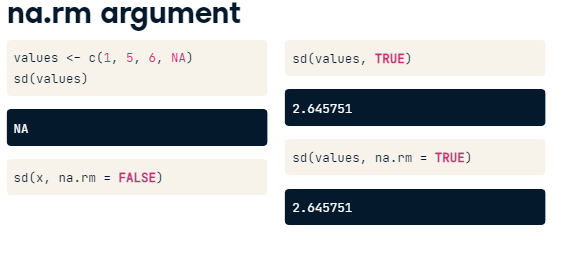 na.rm argument
values <- c(1, 5, 6, NA)
sd(values)
NA
sd(x, na.rm = FALSE)
sd(values, TRUE)
2.645751
sd(values, na.rm = TRUE)
2.645751